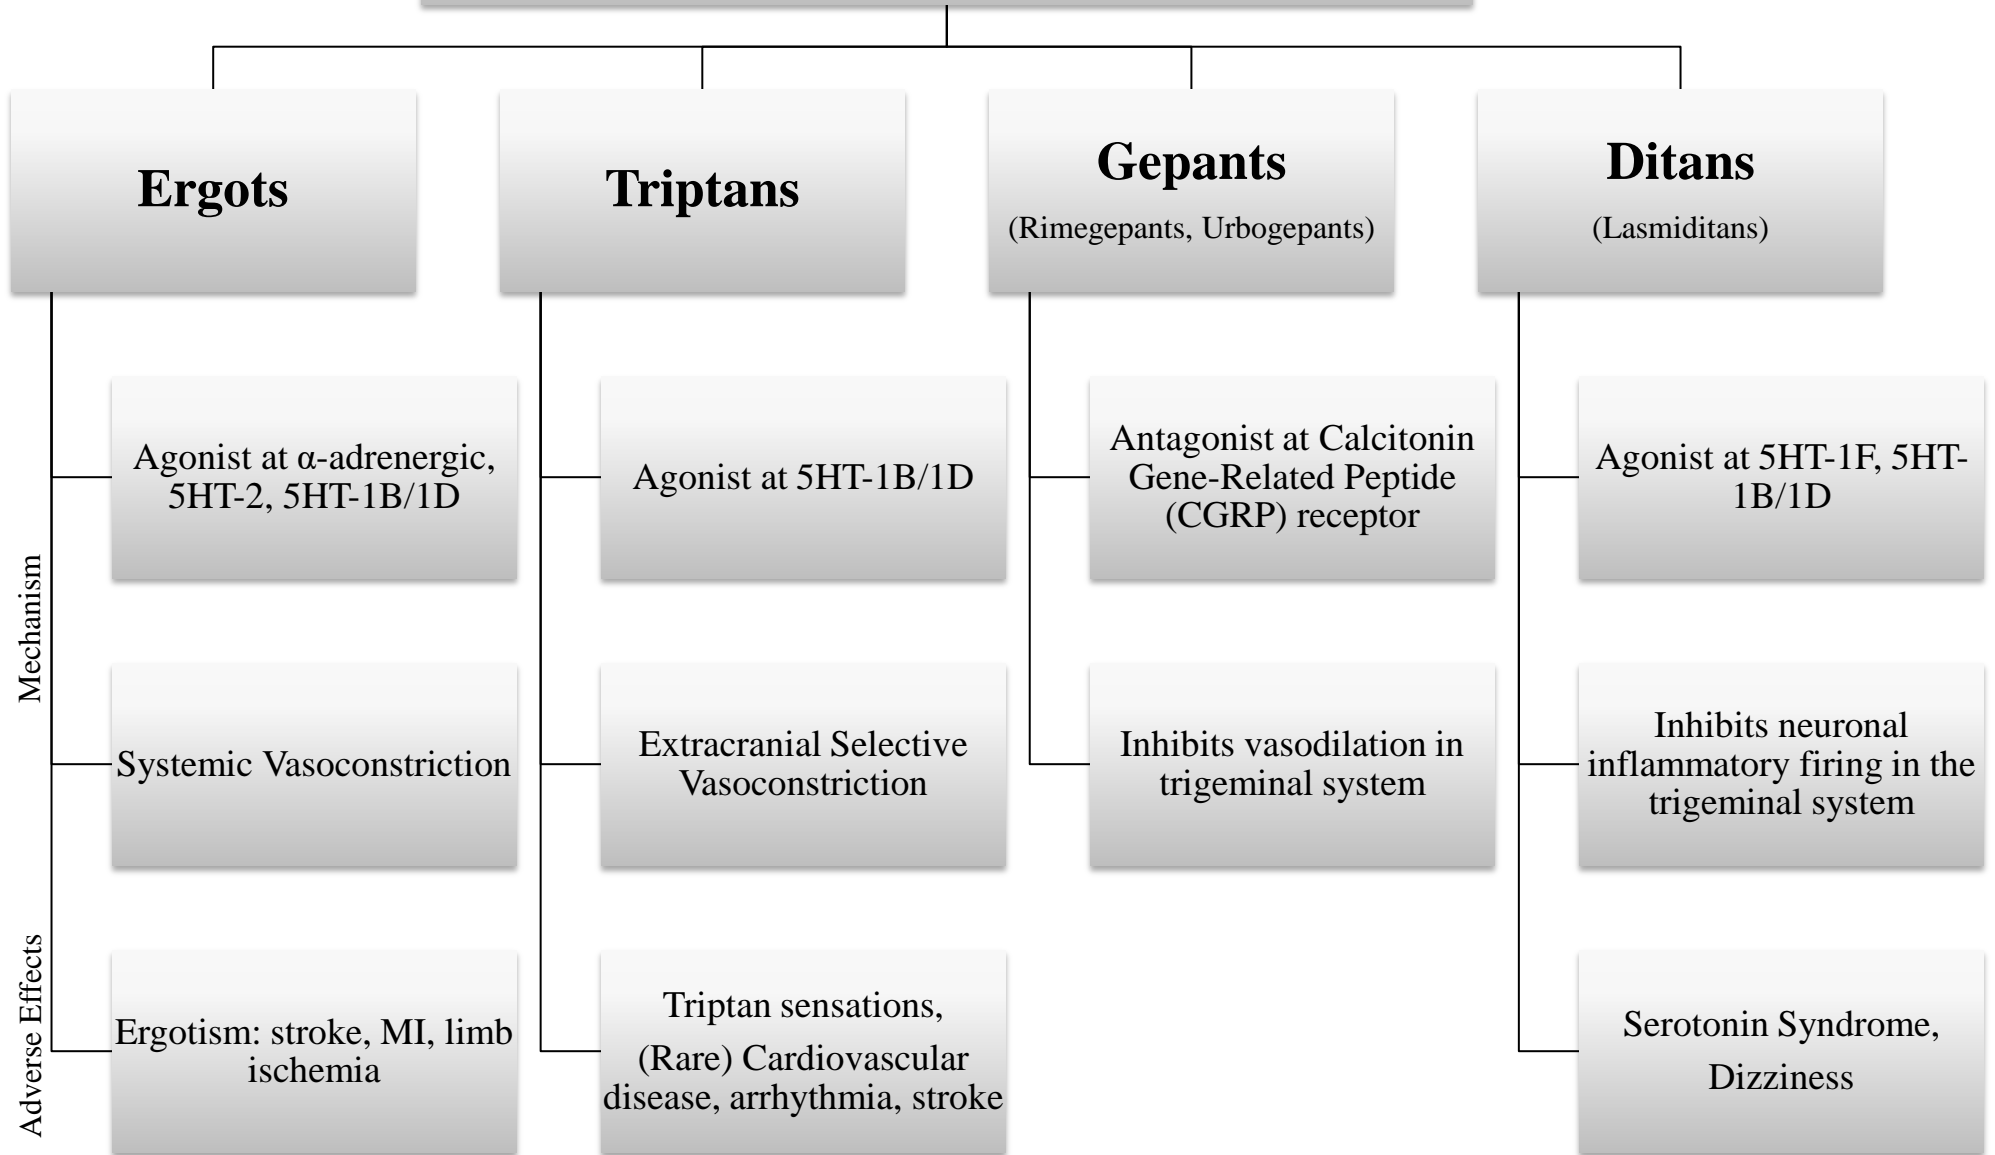 Ergots
Triptans
Gepants
(Rimegepants, Urbogepants)
Ditans
(Lasmiditans)
Mechanism
Agonist at α-adrenergic,
5HT-2, 5HT-1B/1D
Agonist at 5HT-1B/1D
Antagonist at Calcitonin
Gene-Related Peptide
(CGRP) receptor
Agonist at 5HT-1F, 5HT-
1B/1D
Systemic Vasoconstriction
Extracranial Selective
Vasoconstriction
Inhibits vasodilation in
trigeminal system
Inhibits neuronal
inflammatory firing in the
trigeminal system
Adverse Effects
Ergotism: stroke, MI, limb
ischemia
Triptan sensations,
(Rare) Cardiovascular
disease, arrhythmia, stroke
Serotonin Syndrome,
Dizziness